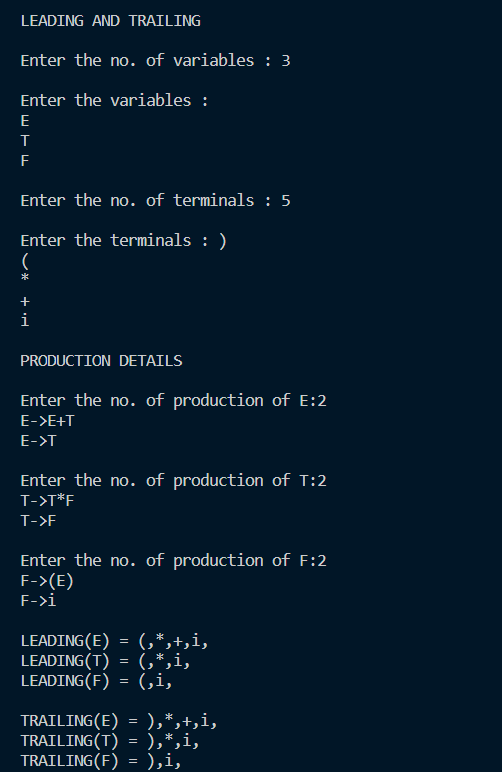 LEADING AND TRAILING
Enter the no. of variables : 3
Enter the variables :
E
T
F
Enter the no. of terminals : 5
Enter the terminals : )
(
*
+
i
PRODUCTION DETAILS
Enter the no. of production of E:2
E->E+T
E->T
Enter the no. of production of T:2
T->T*F
T->F
Enter the no. of production of F:2
F->(E)
F->i
LEADING(E) = (,*,+,i,
LEADING(T) = (,*,i,
LEADING(F) = (,i,
TRAILING(E) = ),*,+,i,
TRAILING(T) = ),*,i,
TRAILING(F) = ),i,